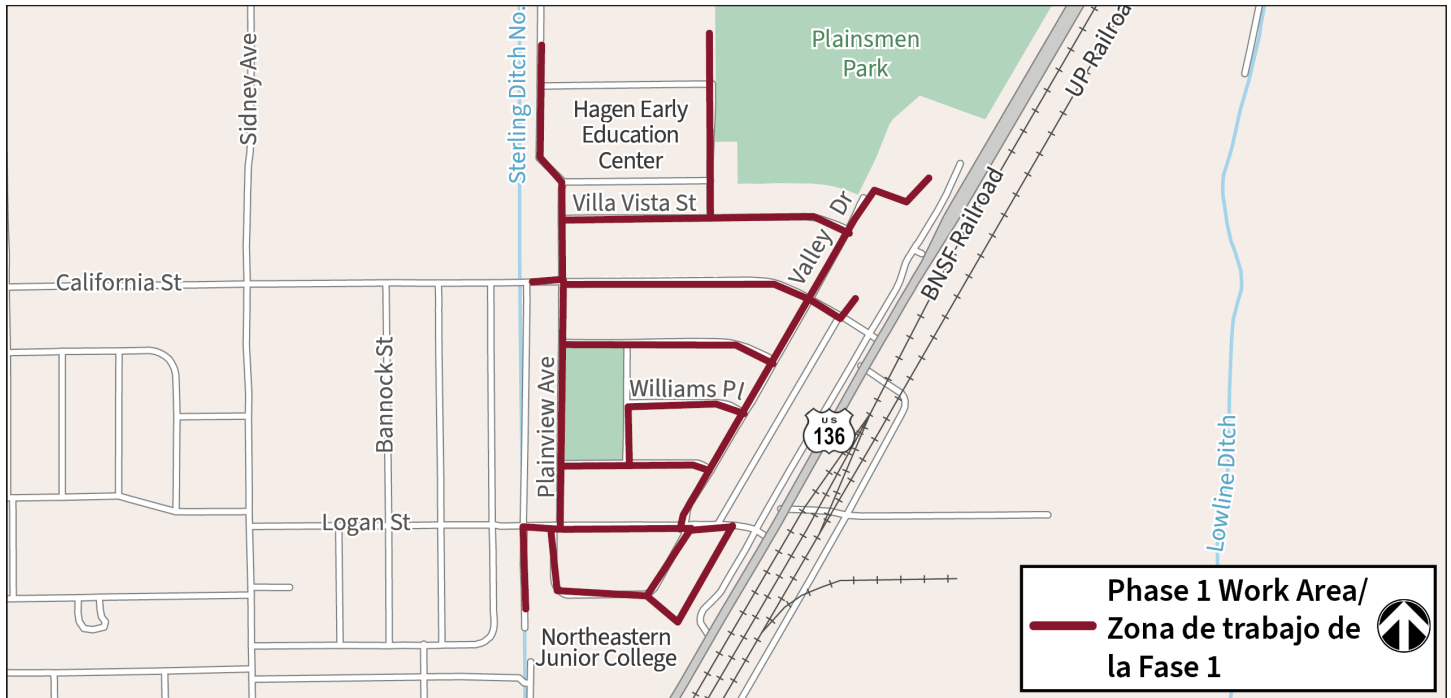 Sidney Ave
Sterling Ditch No.
Plainsmen
Park
UP Railroa
Hagen Early
Education
Center
Villa Vista St
Valley Dr
BNSF Railroad
California St
Bannock St
Plainview Ave
Williams Pl
US
136
Lowline Ditch
Logan St
Northeastern
Junior College
Phase 1 Work Area/
Zona de trabajo de
la Fase 1